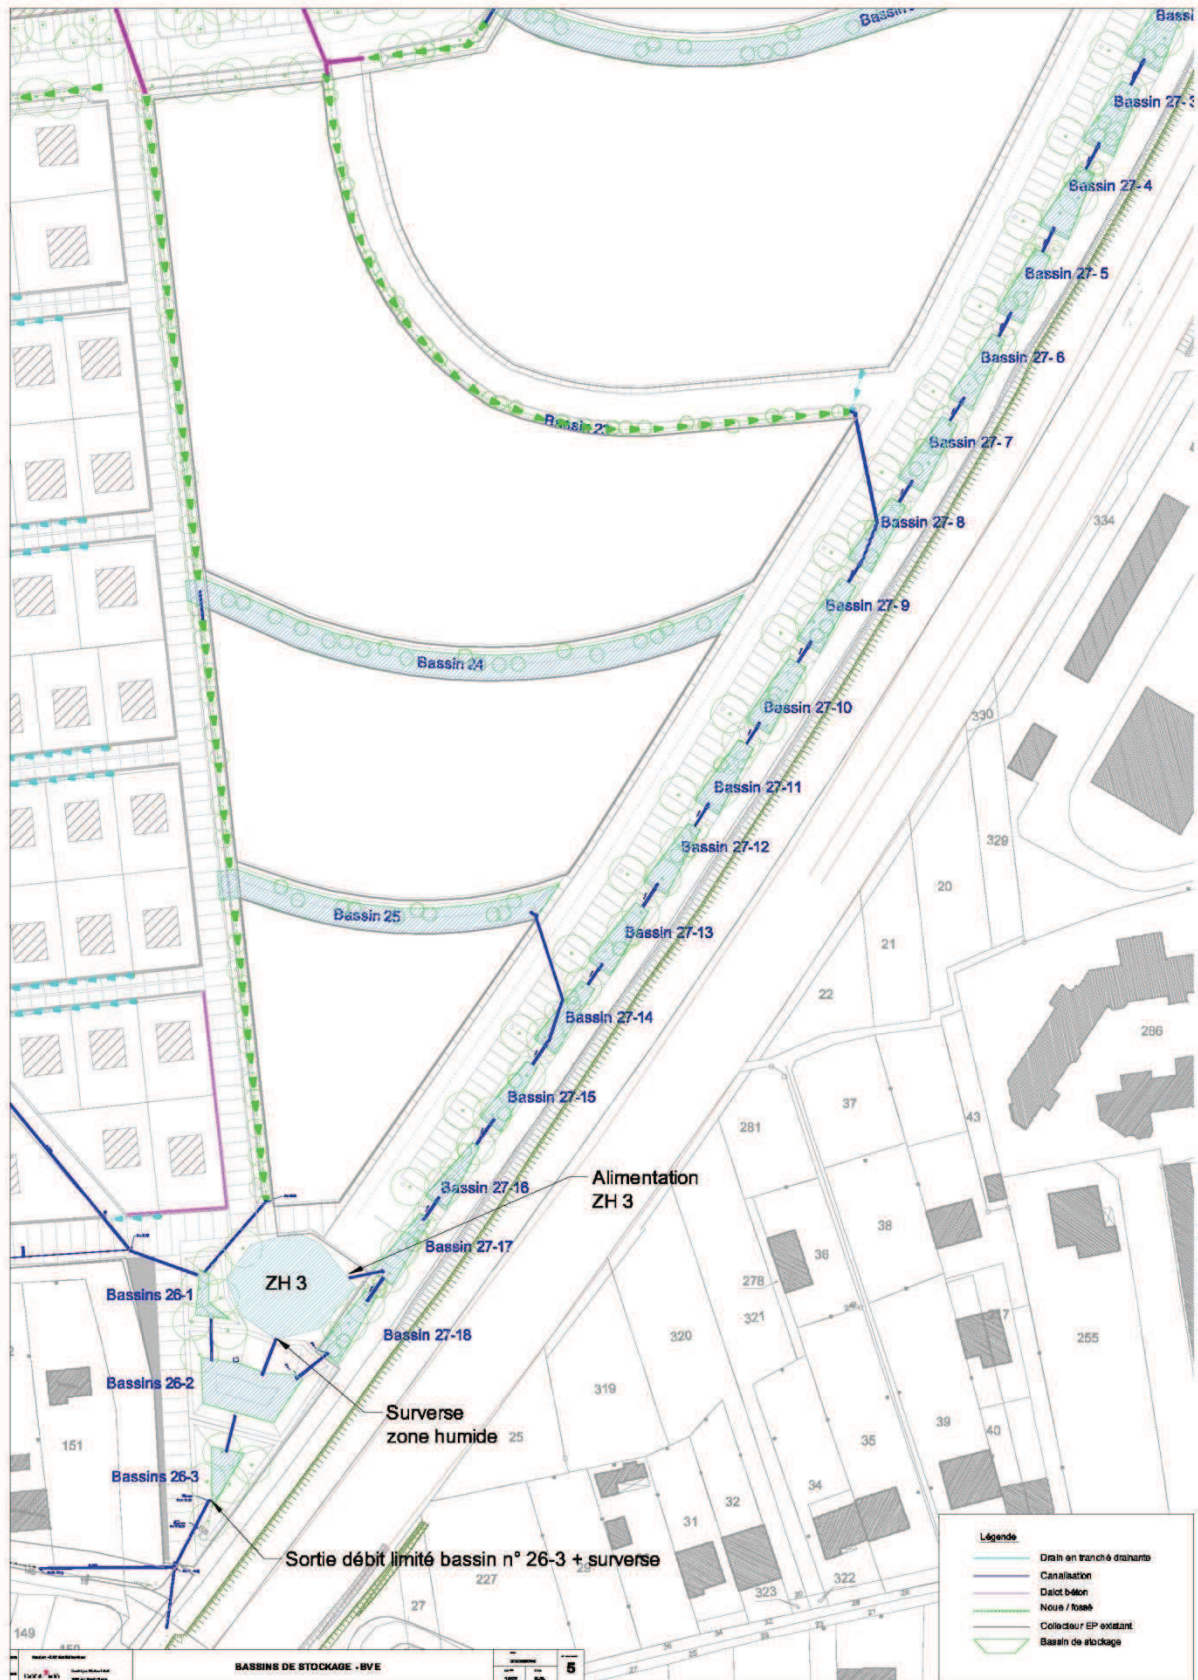 Bassin 27-3
Bassin 27-4
Bassin 27-5
Bassin 27-6
Bassin 27-7
Bassin 27-8
Bassin 27-9
Bassin 27-10
Bassin 27-11
Bassin 27-12
Bassin 27-13
Bassin 27-14
Bassin 27-15
Bassin 27-16
Bassin 27-17
Bassin 27-18
Bassin 24
Bassin 25
Alimentation
ZH 3
ZH 3
Bassins 26-1
Bassins 26-2
Bassins 26-3
Surverse
zone humide
Sortie débit limité bassin n° 26-3 + surverse
334
330
329
20
21
22
286
37
43
281
38
36
278
321
320
255
319
25
39
40
35
34
32
31
227
27
323
322
151
149
Légende
Drain en tranché drainante
Canalisation
Dalot béton
Noue / fossé
Collecteur EP existant
Bassin de stockage
BASSINS DE STOCKAGE - BVE
5